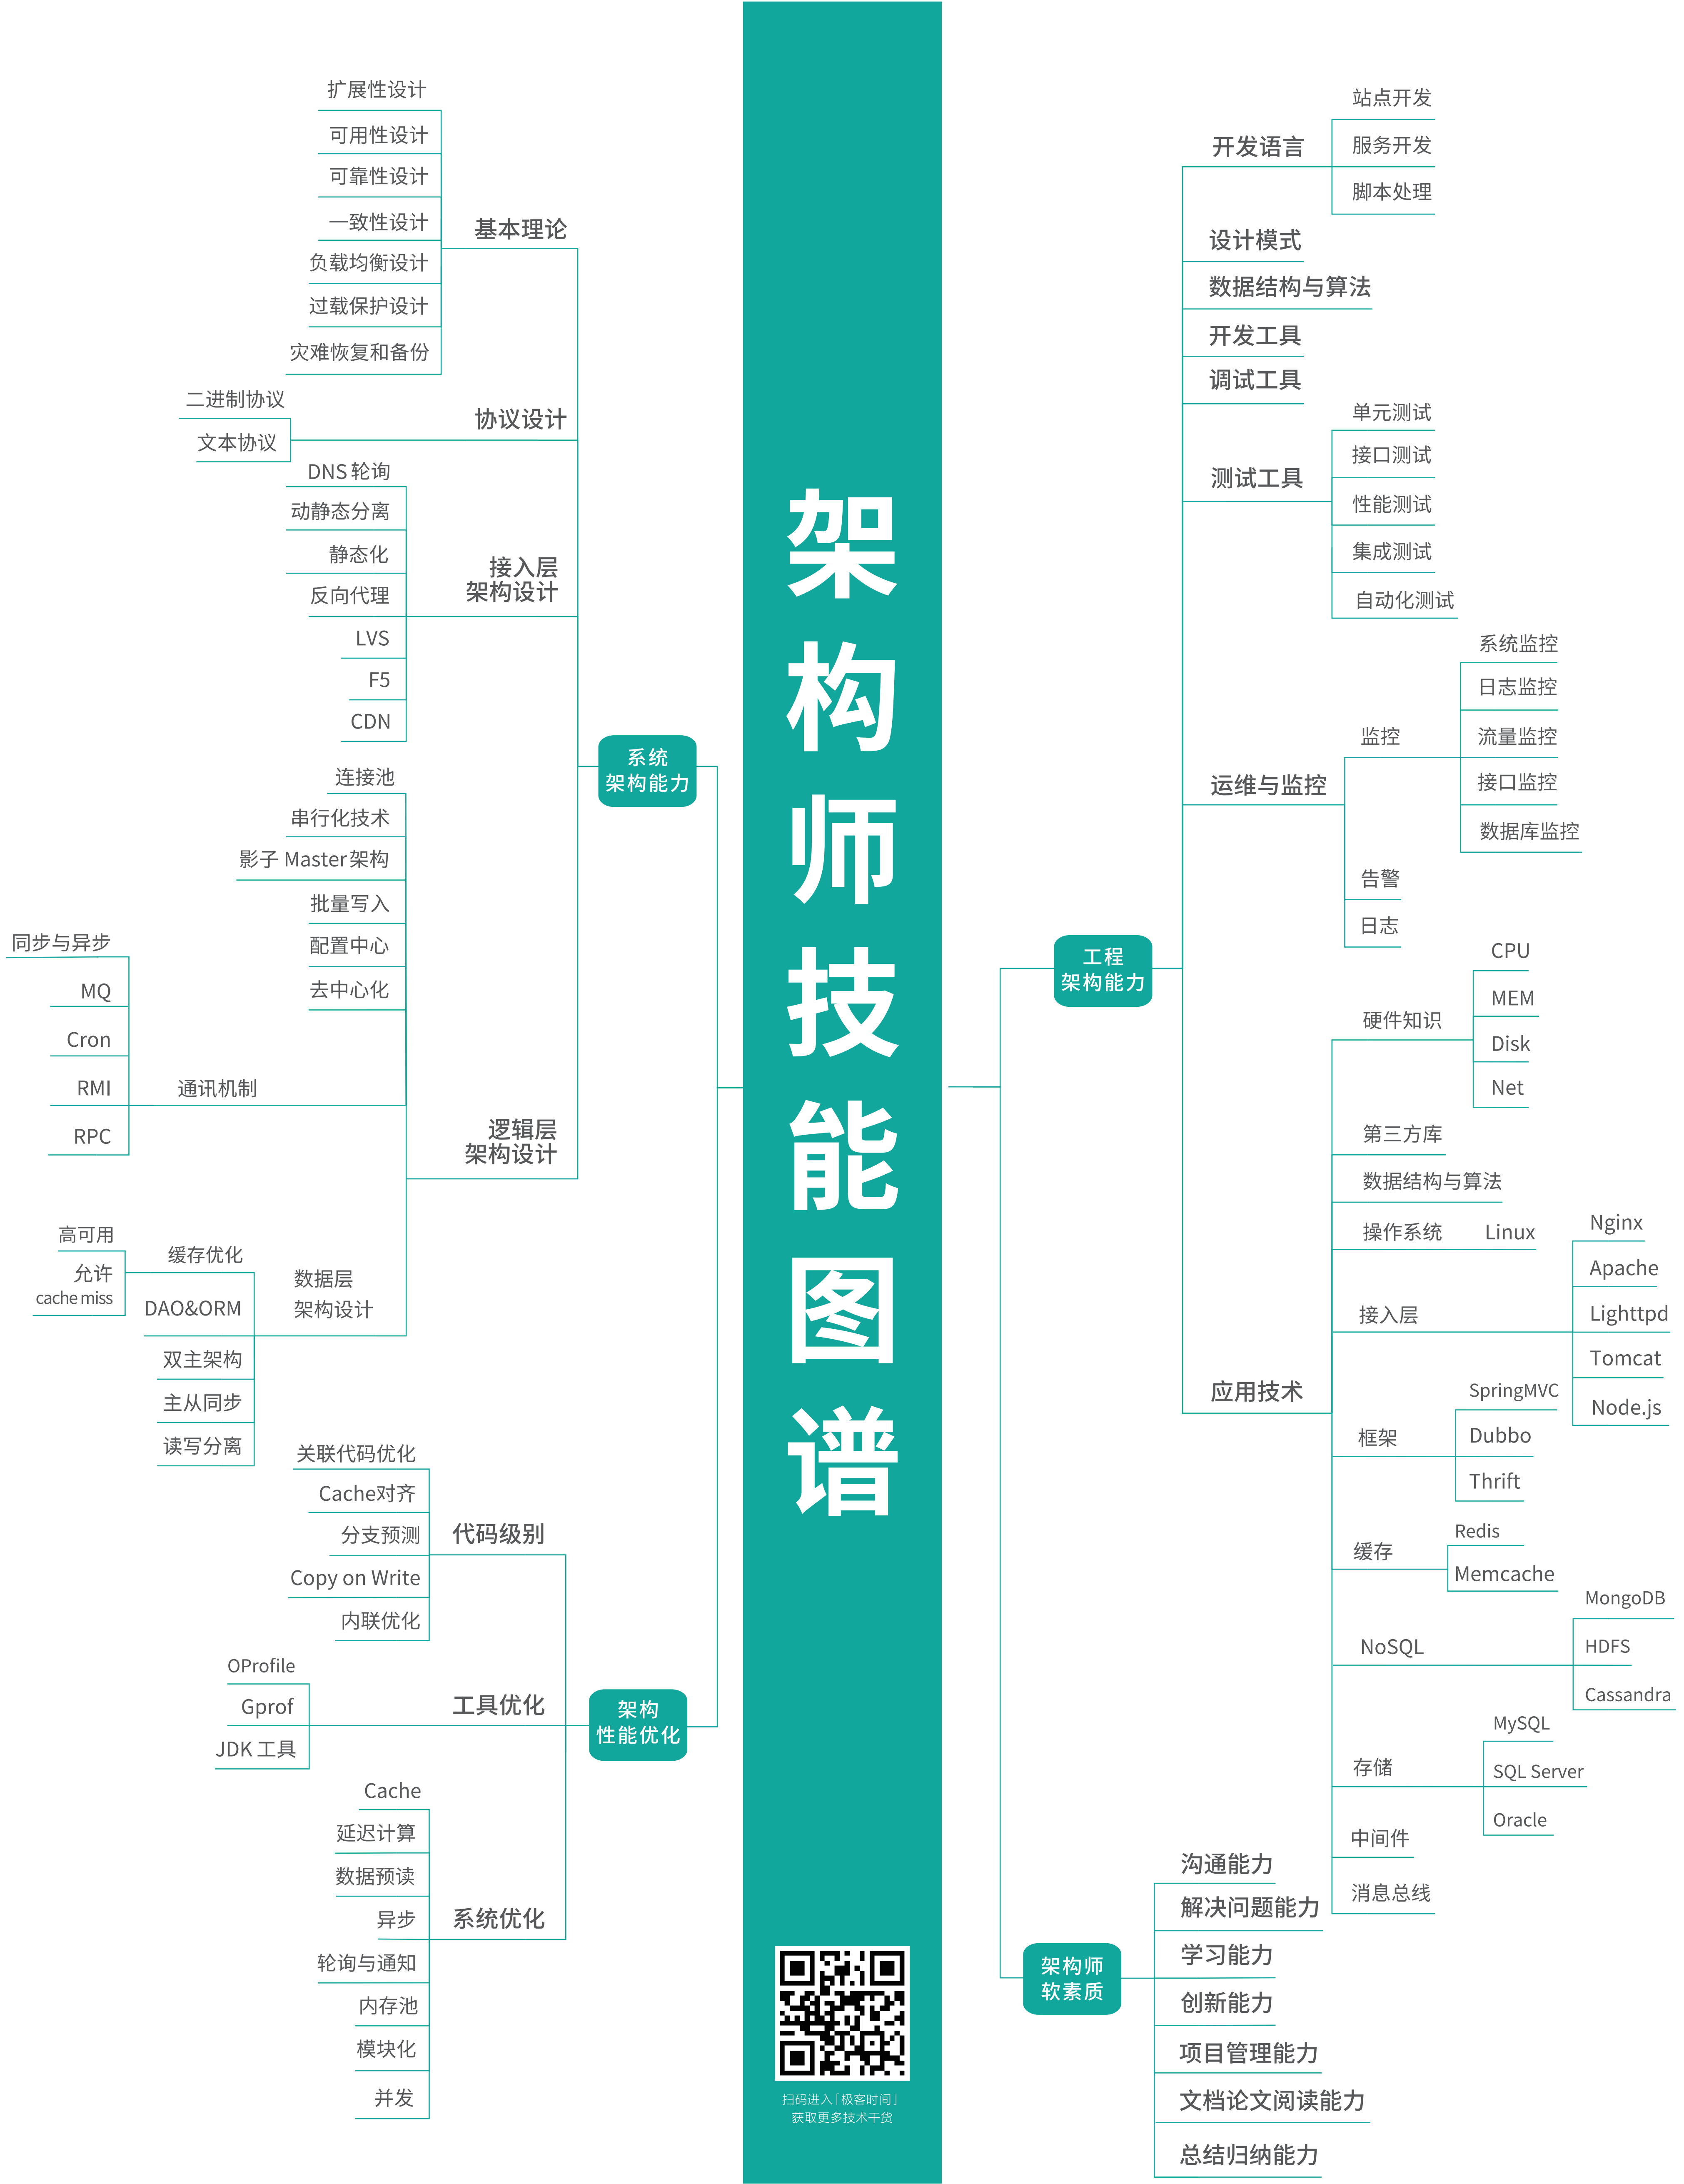 架构师技能图谱
扫码进入「极客时间」
获取更多技术干货
系统
架构能力
基本理论
扩展性设计
可用性设计
可靠性设计
一致性设计
负载均衡设计
过载保护设计
灾难恢复和备份
协议设计
二进制协议
文本协议
接入层
架构设计
DNS 轮询
动静态分离
静态化
反向代理
LVS
F5
CDN
逻辑层
架构设计
连接池
串行化技术
影子 Master架构
批量写入
配置中心
去中心化
通讯机制
同步与异步
MQ
Cron
RMI
RPC
数据层
架构设计
缓存优化
高可用
允许
cache miss
DAO&ORM
双主架构
主从同步
读写分离
架构
性能优化
代码级别
关联代码优化
Cache对齐
分支预测
Copy on Write
内联优化
工具优化
OProfile
Gprof
JDK 工具
系统优化
Cache
延迟计算
数据预读
异步
轮询与通知
内存池
模块化
并发
工程
架构能力
开发语言
站点开发
服务开发
脚本处理
设计模式
数据结构与算法
开发工具
调试工具
测试工具
单元测试
接口测试
性能测试
集成测试
自动化测试
运维与监控
监控
系统监控
日志监控
流量监控
接口监控
数据库监控
告警
日志
应用技术
硬件知识
CPU
MEM
Disk
Net
第三方库
数据结构与算法
操作系统
Linux
接入层
Nginx
Apache
Lighttpd
Tomcat
Node.js
框架
SpringMVC
Dubbo
Thrift
缓存
Redis
Memcache
NoSQL
MongoDB
HDFS
Cassandra
存储
MySQL
SQL Server
Oracle
中间件
消息总线
架构师
软素质
沟通能力
解决问题能力
学习能力
创新能力
项目管理能力
文档论文阅读能力
总结归纳能力